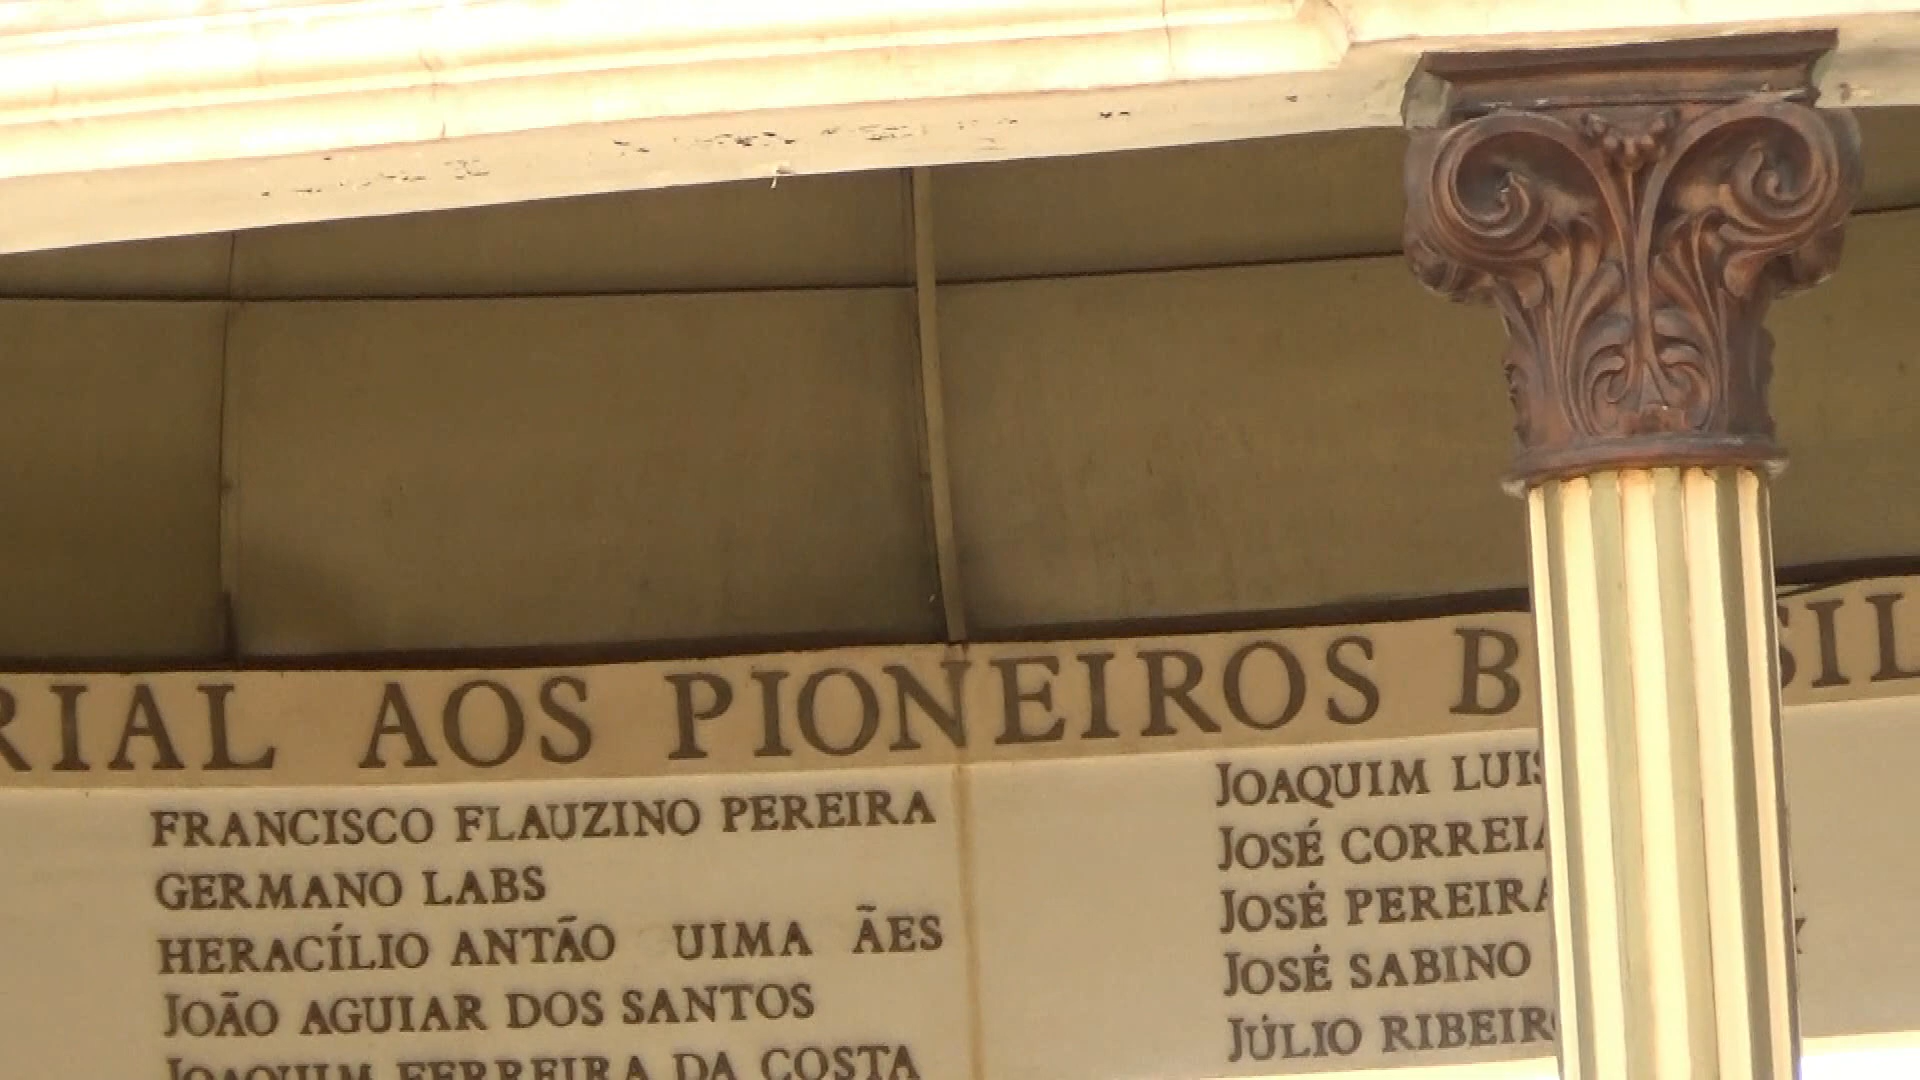 RIAL AOS PIONEIROS B SIL
FRANCISCO FLAUZINO PEREIRA
GERMANO LABS
HERACÍLIO ANTÃO UIMA ÃES
JOÃO AGUIAR DOS SANTOS
JOAQUIM FERREIRA DA COSTA
JOAQUIM LUIS
JOSÉ CORREIA
JOSÉ PEREIRA
JOSÉ SABINO
JÚLIO RIBEIRO